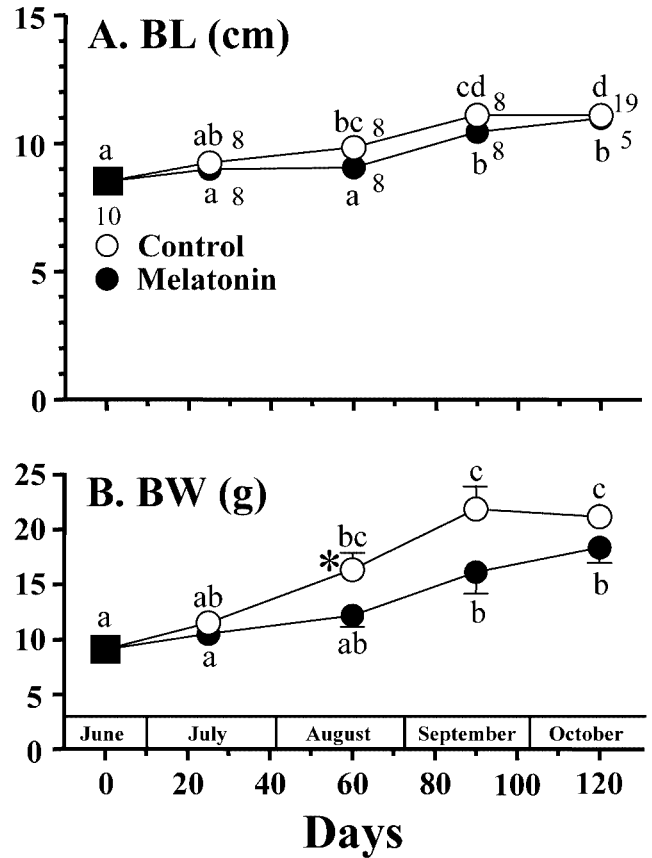 15
A. BL (cm)
cd 8
d 19
ab 8
bc 8
10
a
b 8
b 5
a 8
a 8
10
Control
Melatonin
5
0
25
B. BW (g)
c
c
20
bc
*
15
ab
a
b
b
10
a
ab
5
June July August September October
0
0 20 40 60 80 100 120
Days